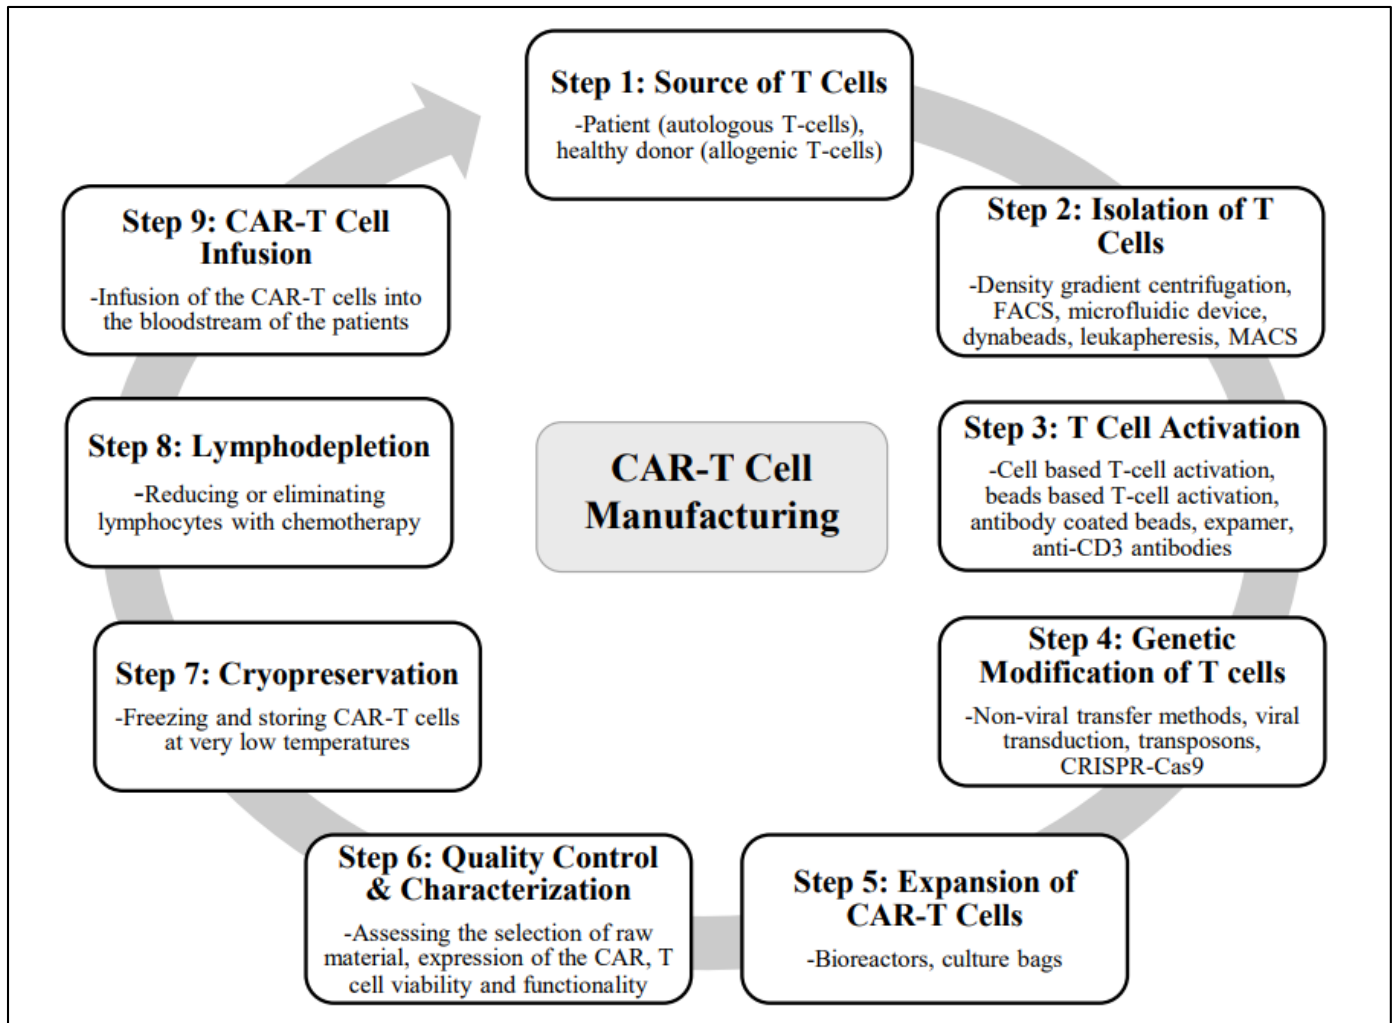 Step 1: Source of T Cells
-Patient (autologous T-cells),
healthy donor (allogenic T-cells)
Step 2: Isolation of T
Cells
-Density gradient centrifugation,
FACS, microfluidic device,
dynabeads, leukapheresis, MACS
Step 3: T Cell Activation
-Cell based T-cell activation,
beads based T-cell activation,
antibody coated beads, expamer,
anti-CD3 antibodies
Step 4: Genetic
Modification of T cells
-Non-viral transfer methods, viral
transduction, transposons,
CRISPR-Cas9
Step 5: Expansion of
CAR-T Cells
-Bioreactors, culture bags
Step 6: Quality Control
& Characterization
-Assessing the selection of raw
material, expression of the CAR, T
cell viability and functionality
Step 7: Cryopreservation
-Freezing and storing CAR-T cells
at very low temperatures
Step 8: Lymphodepletion
-Reducing or eliminating
lymphocytes with chemotherapy
Step 9: CAR-T Cell
Infusion
-Infusion of the CAR-T cells into
the bloodstream of the patients
CAR-T Cell
Manufacturing